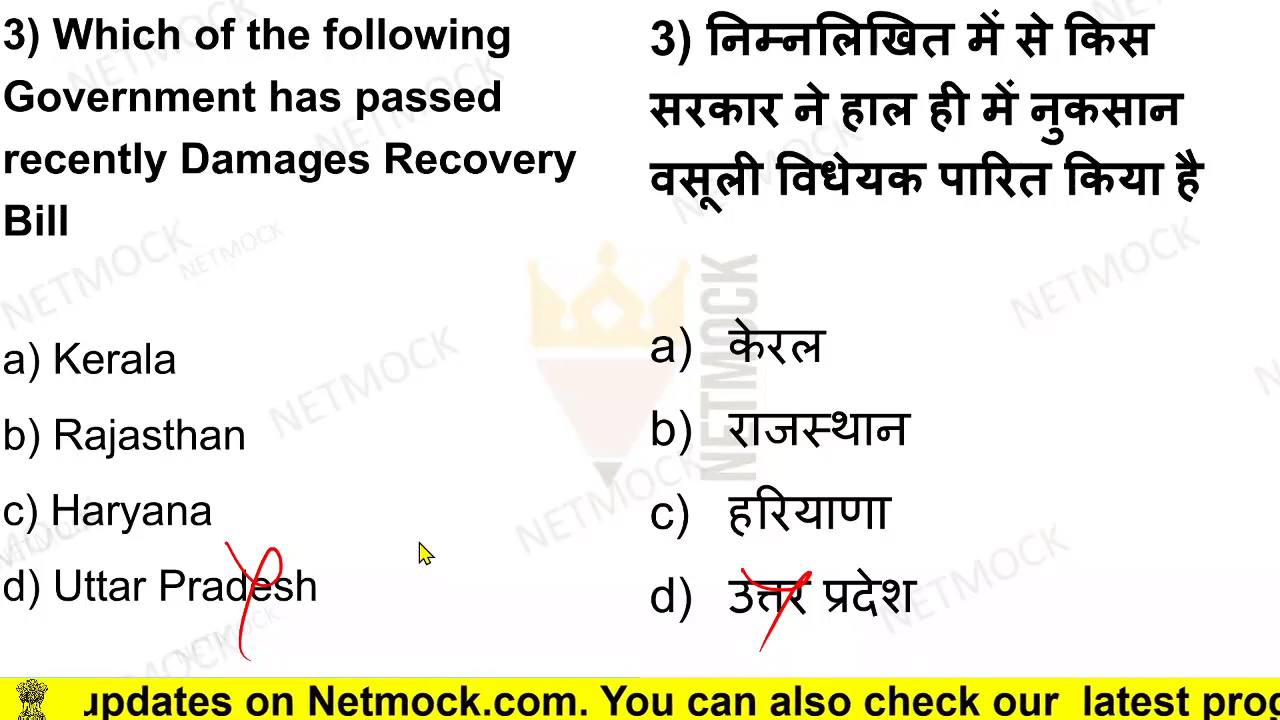 3) Which of the following
Government has passed
recently Damages Recovery
Bill
a) Kerala
b) Rajasthan
c) Haryana
d) Uttar Pradesh
3) निम्नलिखित में से किस
सरकार ने हाल ही में नुकसान
वसूली विधेयक पारित किया है
a) केरल
b) राजस्थान
c) हरियाणा
d) उत्तर प्रदेश
NETMOCK
updates on Netmock.com. You can also check our latest prog